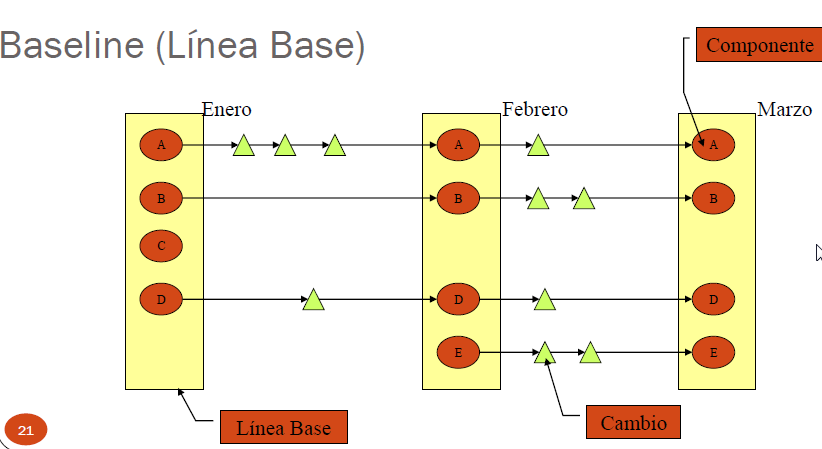 Baseline (Línea Base)
Componente
Enero
Febrero
Marzo
A
A
A
B
B
B
C
D
D
D
E
E
Línea Base
Cambio
21